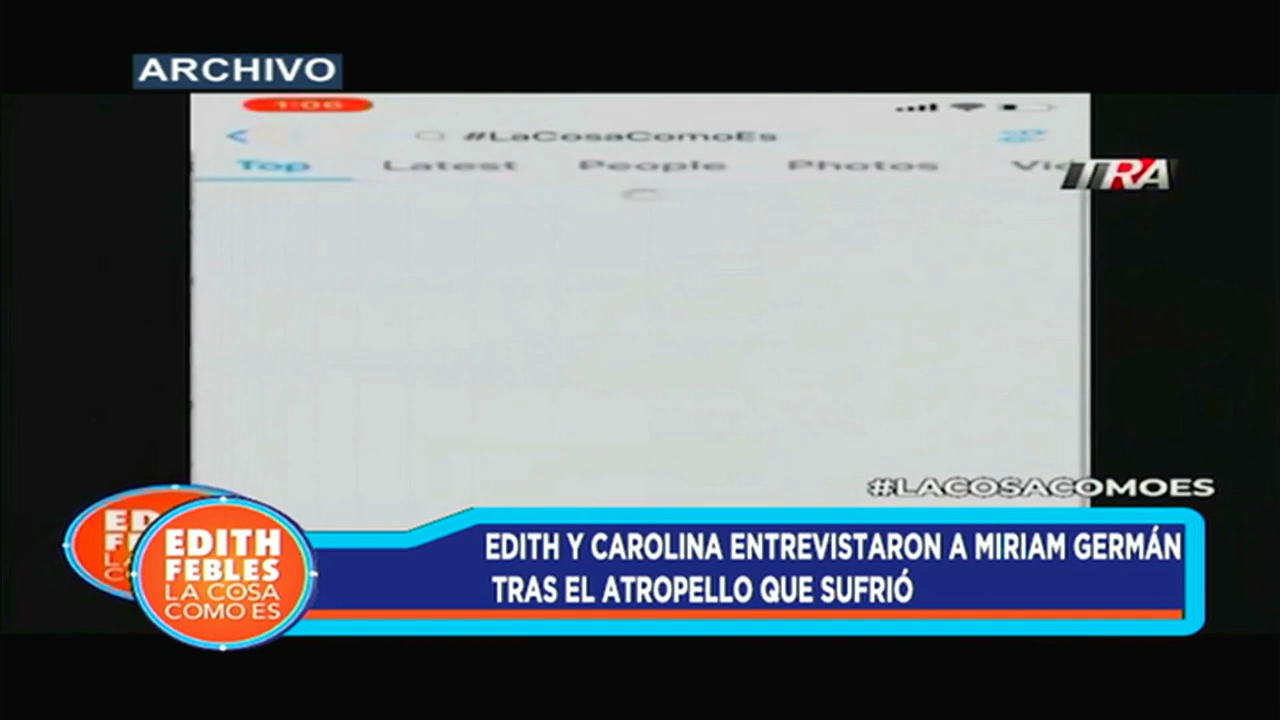 ARCHIVO
1:06
#LaCosaComoEs
Top Latest People Photos
TRA
#LACOSACOMOES
EDITH Y CAROLINA ENTREVISTARON A MIRIAM GERMÁN
TRAS EL ATROPELLO QUE SUFRIÓ
EDITH
FEBLES
LA COSA
COMO ES